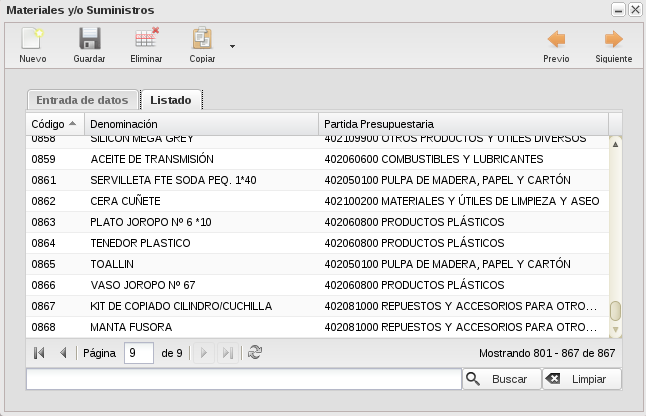 Materiales y/o Suministros
Nuevo Guardar Eliminar Copiar Previo Siguiente
Entrada de datos Listado
Código Denominación Partida Presupuestaria
0858 SILICON MEGA GREY 402109900 OTROS PRODUCTOS Y ÚTILES DIVERSOS
0859 ACEITE DE TRANSMISIÓN 402060600 COMBUSTIBLES Y LUBRICANTES
0861 SERVILLETA FTE SODA PEQ. 1*40 402050100 PULPA DE MADERA, PAPEL Y CARTÓN
0862 CERA CUÑETE 402100200 MATERIALES Y ÚTILES DE LIMPIEZA Y ASEO
0863 PLATO JOROPO Nº 6 *10 402060800 PRODUCTOS PLÁSTICOS
0864 TENEDOR PLASTICO 402060800 PRODUCTOS PLÁSTICOS
0865 TOALLIN 402050100 PULPA DE MADERA, PAPEL Y CARTÓN
0866 VASO JOROPO Nº 67 402060800 PRODUCTOS PLÁSTICOS
0867 KIT DE COPIADO CILINDRO/CUCHILLA 402081000 REPUESTOS Y ACCESORIOS PARA OTRO...
0868 MANTA FUSORA 402081000 REPUESTOS Y ACCESORIOS PARA OTRO...
Página 9 de 9 Mostrando 801 - 867 de 867
Buscar Limpiar